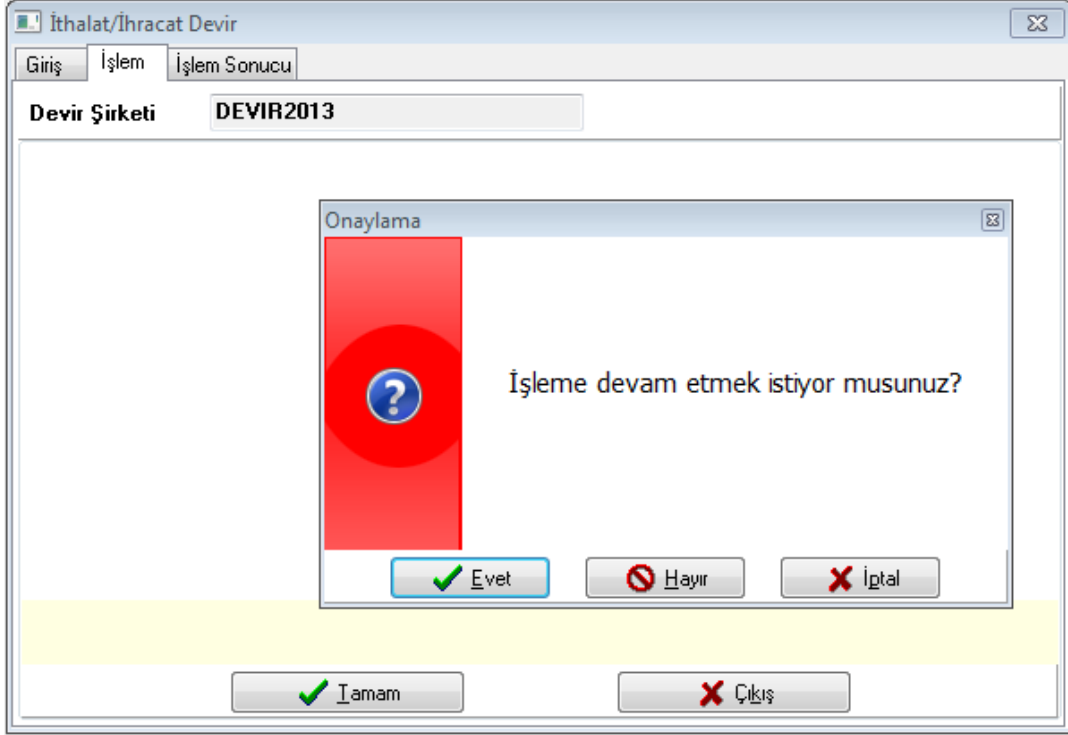 İthalat/İhracat Devir
Giriş İşlem İşlem Sonucu
Devir Şirketi DEVIR2013
Onaylama
İşleme devam etmek istiyor musunuz?
Evet Hayır İptal
Tamam Çıkış